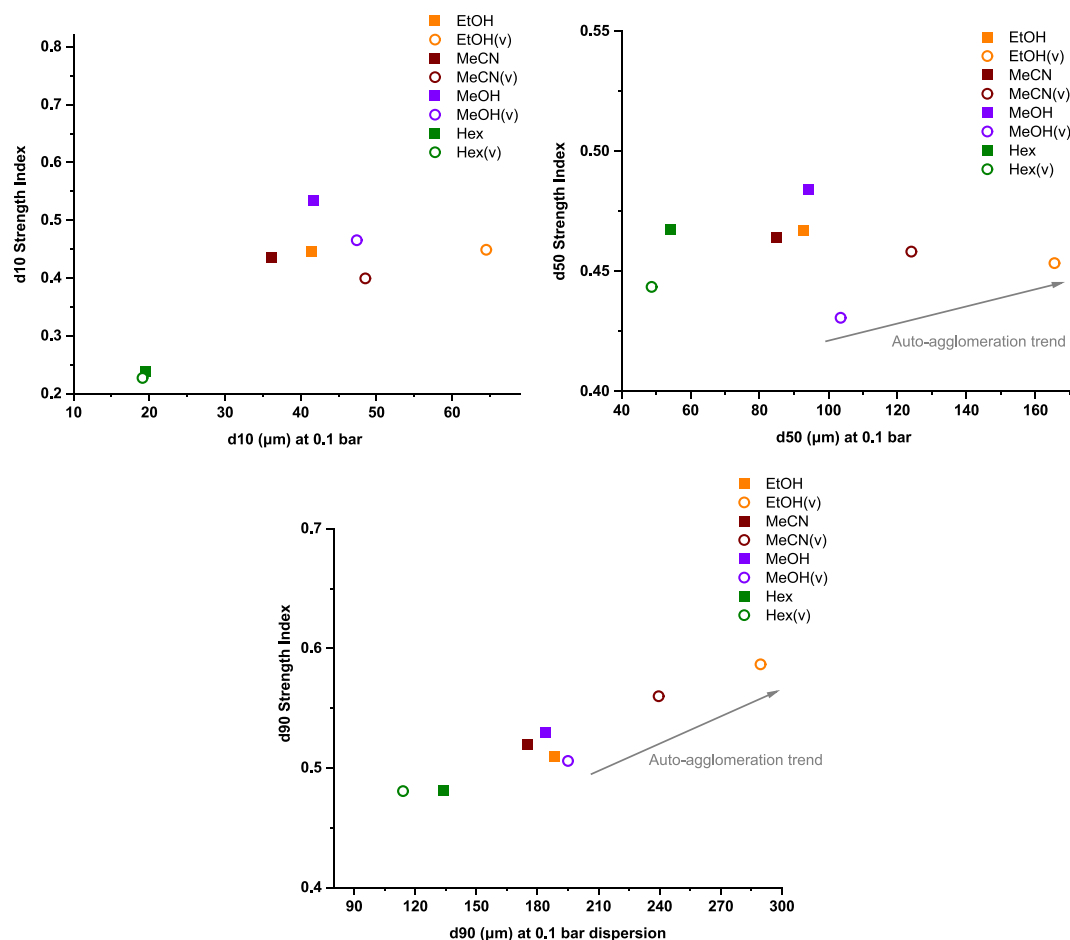 EtOH
EtOH(v)
MeCN
MeCN(v)
MeOH
MeOH(v)
Hex
Hex(v)
0.8
0.7
0.6
0.5
0.4
0.3
0.2
d10 Strength Index
10
20
30
40
50
60
d10 (µm) at 0.1 bar
EtOH
EtOH(v)
MeCN
MeCN(v)
MeOH
MeOH(v)
Hex
Hex(v)
0.55
0.50
0.45
0.40
d50 Strength Index
Auto-agglomeration trend
40
60
80
100
120
140
160
d50 (µm) at 0.1 bar
EtOH
EtOH(v)
MeCN
MeCN(v)
MeOH
MeOH(v)
Hex
Hex(v)
0.7
0.6
0.5
0.4
d90 Strength Index
Auto-agglomeration trend
90
120
150
180
210
240
270
300
d90 (µm) at 0.1 bar dispersion